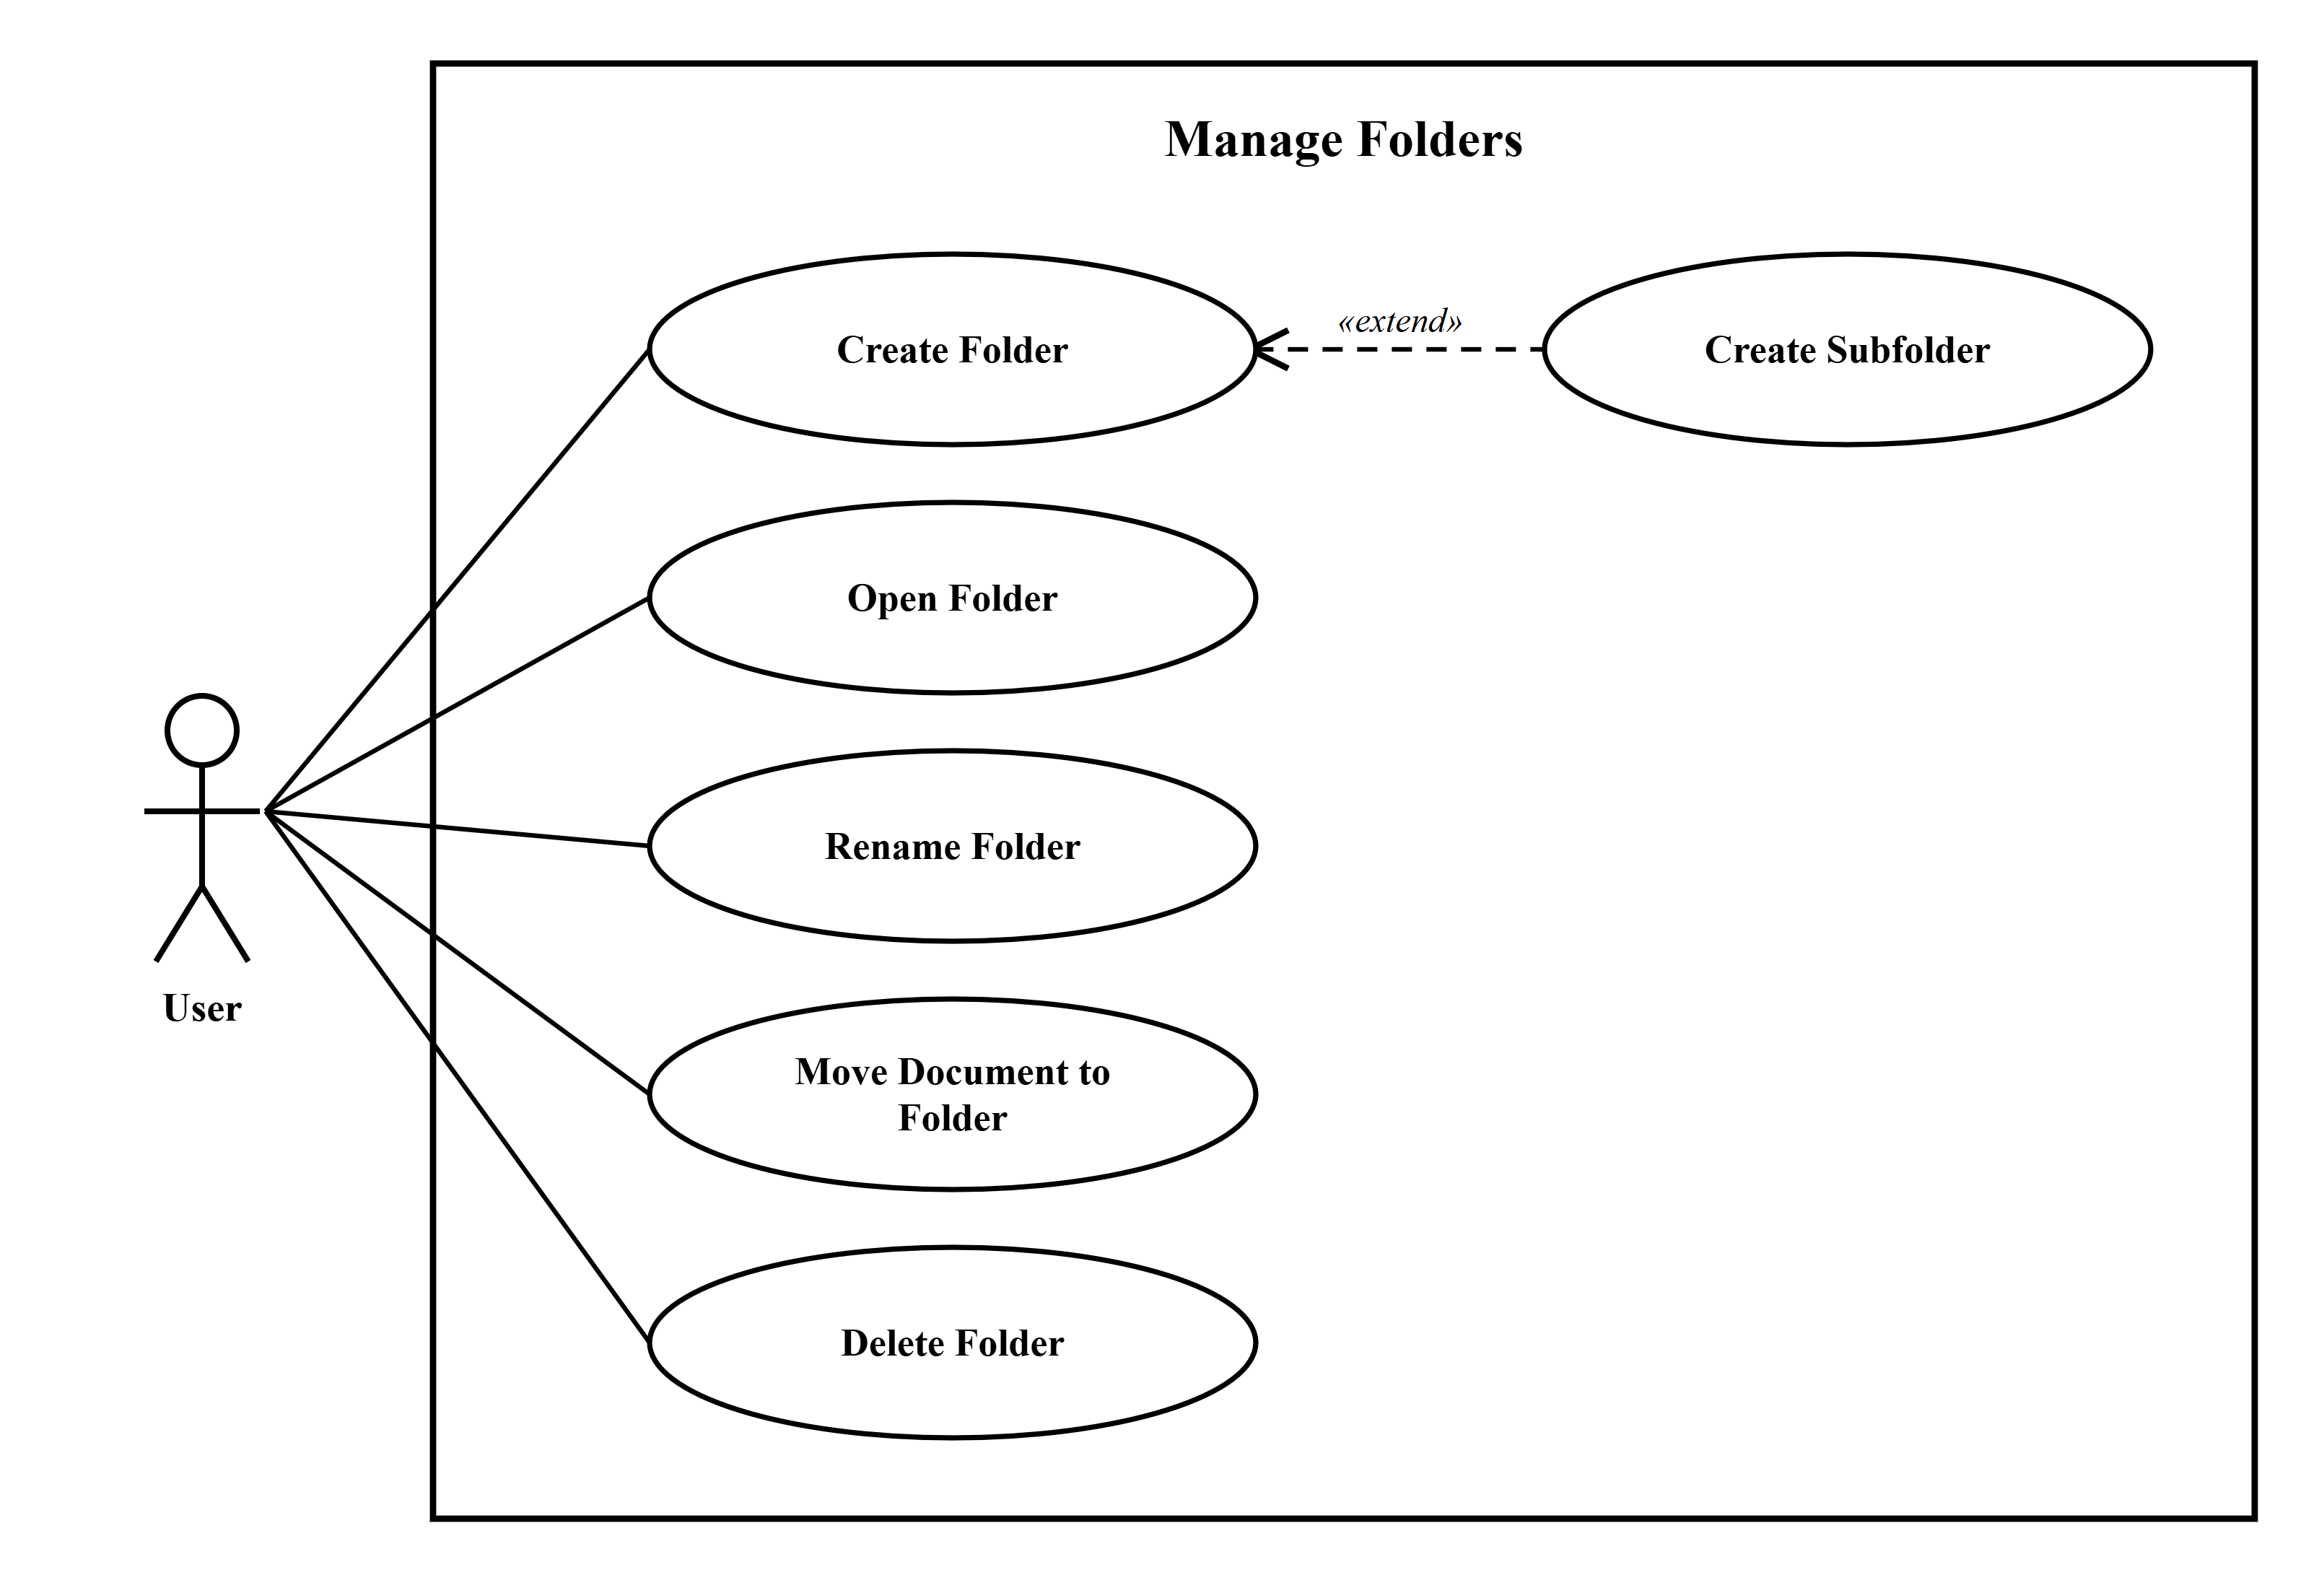 Manage Folders
Create Folder
«extend»
Create Subfolder
Open Folder
Rename Folder
User
Move Document to
Folder
Delete Folder